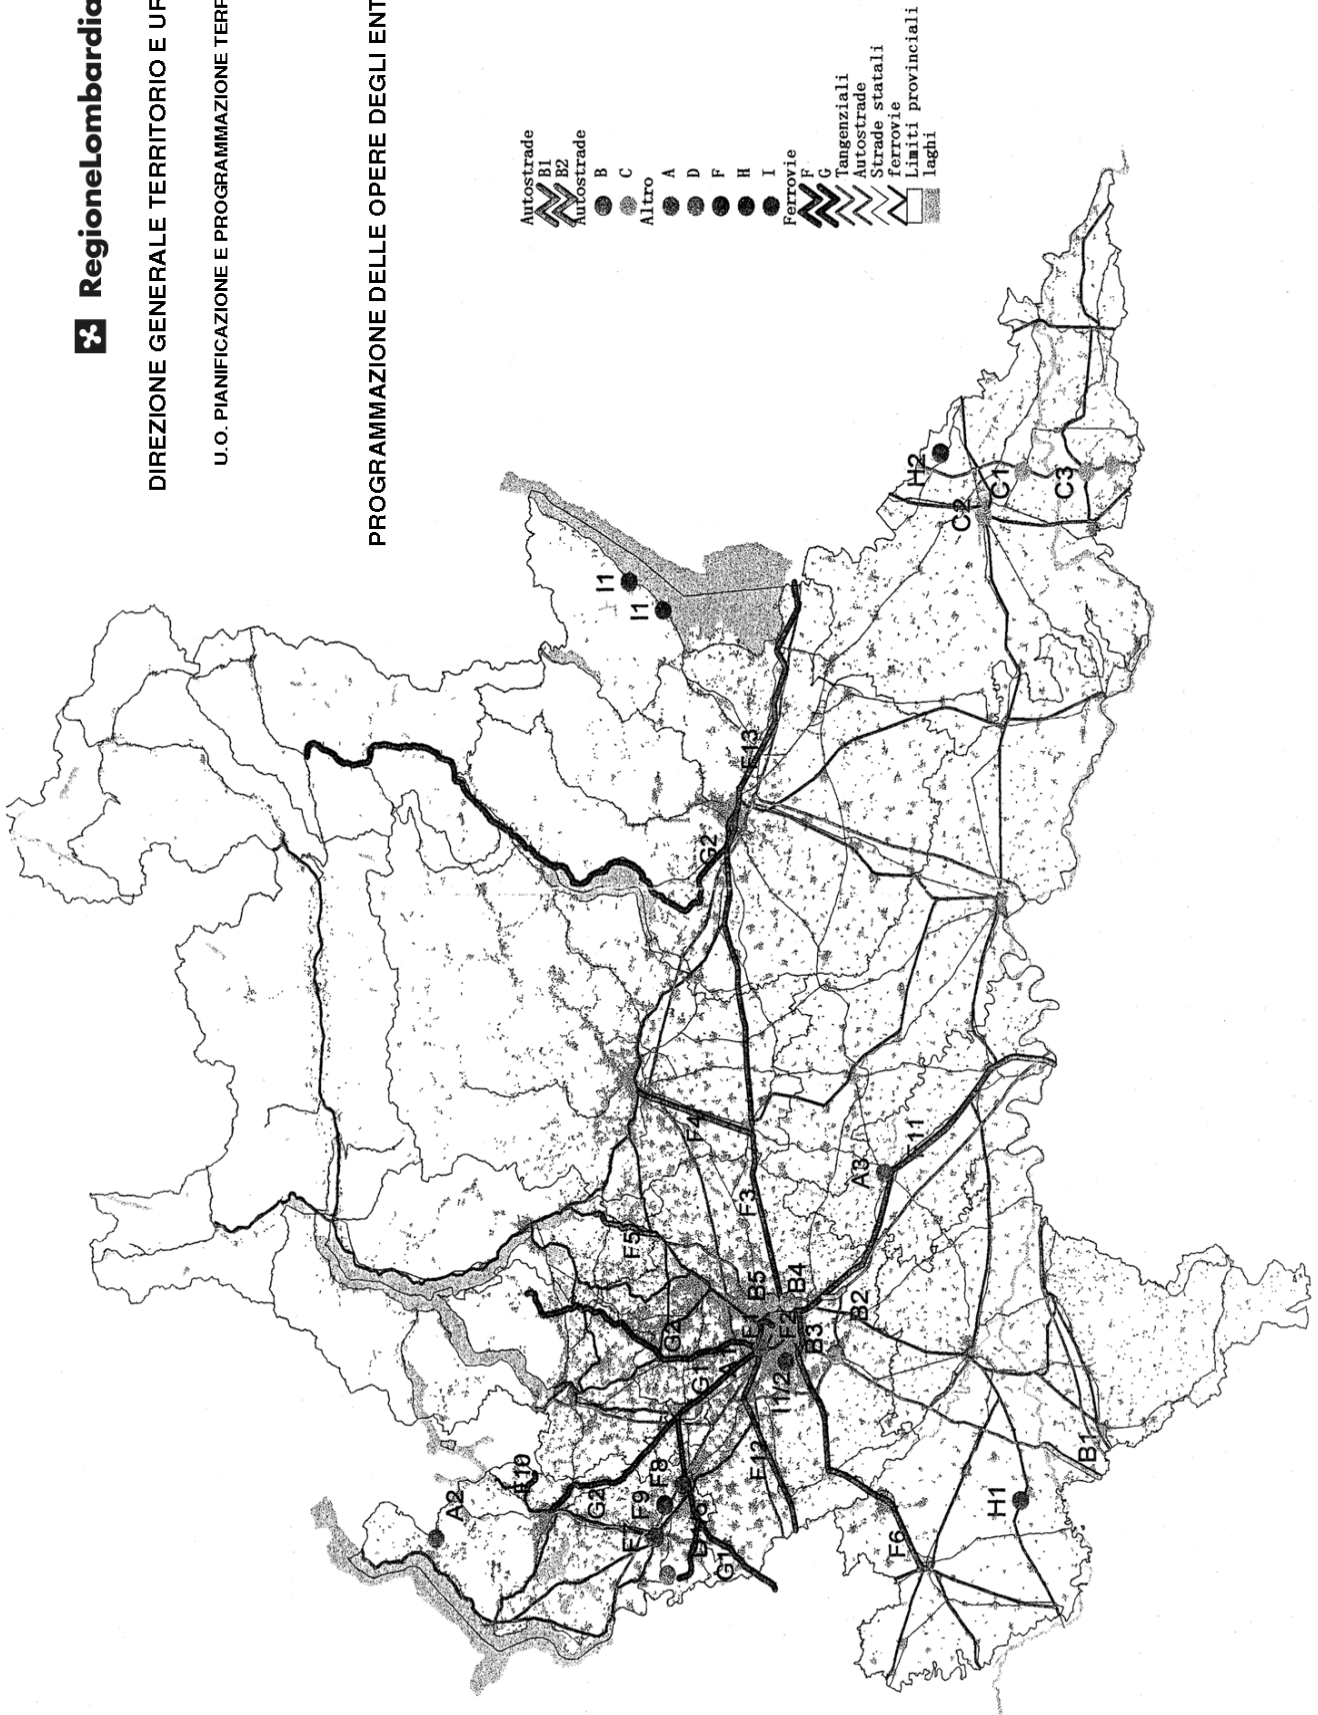 RegioneLombardia
DIREZIONE GENERALE TERRITORIO E UR
U.O. PIANIFICAZIONE E PROGRAMMAZIONE TERR
PROGRAMMAZIONE DELLE OPERE DEGLI ENT
Autostrade
B1
B2
Autostrade
B
C
Altro
A
D
F
H
I
Ferrovie
F
G
Tangenziali
Autostrade
Strade statali
ferrovie
Limiti provinciali
laghi
I1
I1
H2
C2
C1
C3
G2
F4
F3
A3
11
F5
B5
B4
G2
F1
F2
B3
B2
G1
I1/2
F12
B1
A2
F10
G2
F9
F8
F7
G1
F6
H1